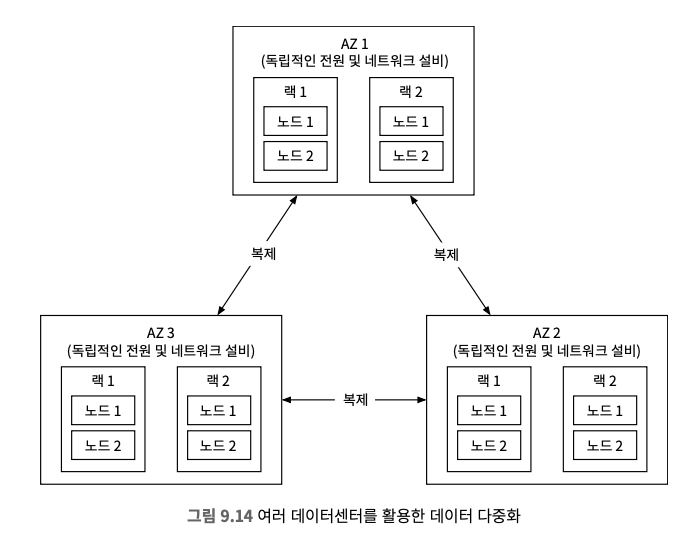 AZ 1
(독립적인 전원 및 네트워크 설비)
랙 1
노드 1
노드 2
랙 2
노드 1
노드 2
복제
복제
AZ 3
(독립적인 전원 및 네트워크 설비)
랙 1
노드 1
노드 2
랙 2
노드 1
노드 2
복제
AZ 2
(독립적인 전원 및 네트워크 설비)
랙 1
노드 1
노드 2
랙 2
노드 1
노드 2
그림 9.14 여러 데이터센터를 활용한 데이터 다중화